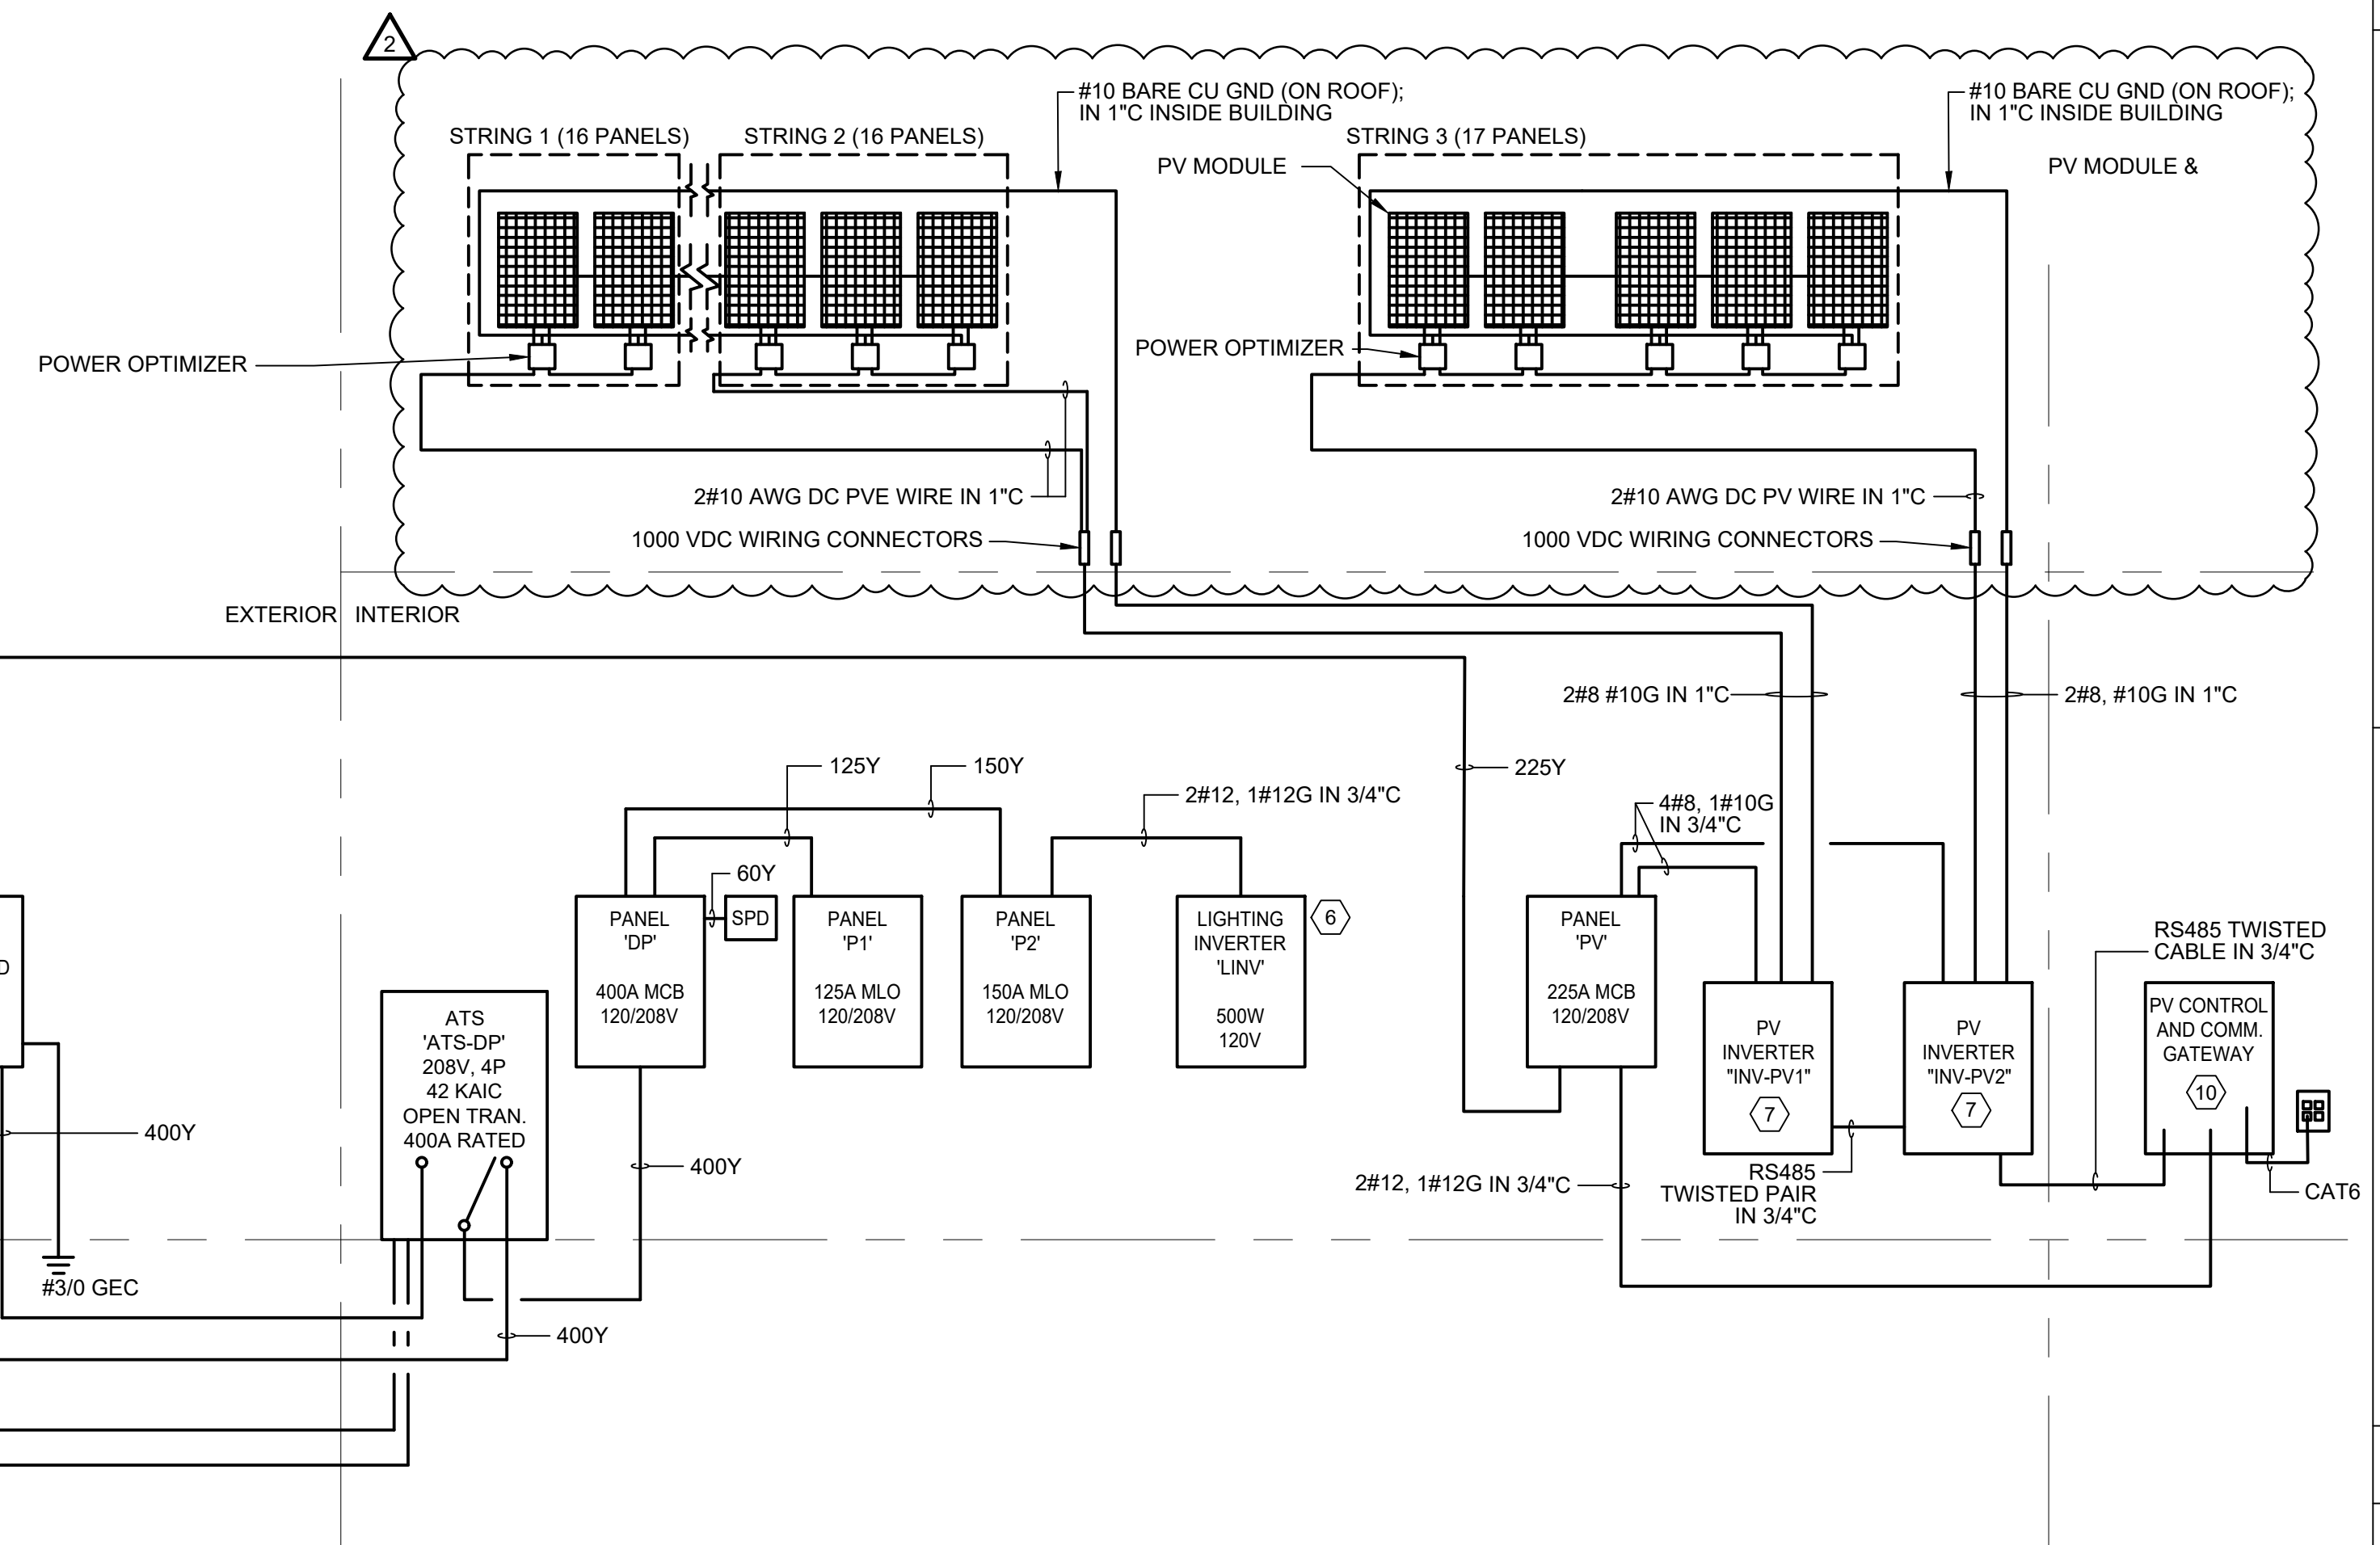 2
#10 BARE CU GND (ON ROOF);
IN 1"C INSIDE BUILDING
#10 BARE CU GND (ON ROOF);
IN 1"C INSIDE BUILDING
STRING 1 (16 PANELS)
STRING 2 (16 PANELS)
STRING 3 (17 PANELS)
PV MODULE
PV MODULE &
POWER OPTIMIZER
POWER OPTIMIZER
2#10 AWG DC PVE WIRE IN 1"C
2#10 AWG DC PV WIRE IN 1"C
1000 VDC WIRING CONNECTORS
1000 VDC WIRING CONNECTORS
EXTERIOR
INTERIOR
2#8 #10G IN 1"C
2#8, #10G IN 1"C
125Y
150Y
225Y
2#12, 1#12G IN 3/4"C
4#8, 1#10G
IN 3/4"C
60Y
PANEL
'DP'
400A MCB
120/208V
SPD
PANEL
'P1'
125A MLO
120/208V
PANEL
'P2'
150A MLO
120/208V
LIGHTING
INVERTER
'LINV'
500W
120V
6
PANEL
'PV'
225A MCB
120/208V
RS485 TWISTED
CABLE IN 3/4"C
D
ATS
'ATS-DP'
208V, 4P
42 KAIC
OPEN TRAN.
400A RATED
PV
INVERTER
"INV-PV1"
7
PV
INVERTER
"INV-PV2"
7
PV CONTROL
AND COMM.
GATEWAY
10
400Y
400Y
2#12, 1#12G IN 3/4"C
RS485
TWISTED PAIR
IN 3/4"C
CAT6
#3/0 GEC
400Y